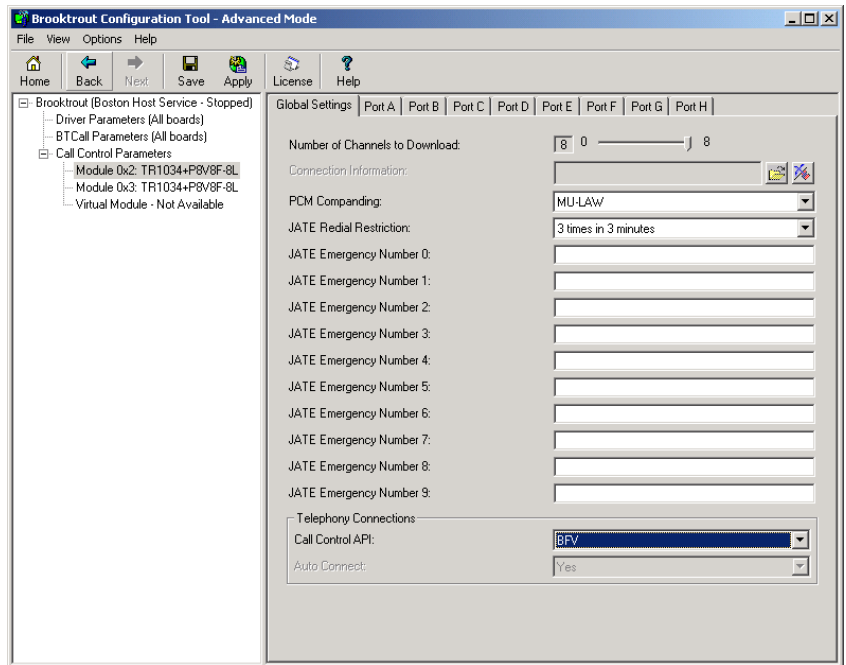 Brooktrout Configuration Tool - Advanced Mode
File View Options Help
Home Back Next Save Apply License Help
Brooktrout (Boston Host Service - Stopped)
Driver Parameters (All boards)
BTCall Parameters (All boards)
Call Control Parameters
Module 0x2: TR1034+P8V8F-8L
Module 0x3: TR1034+P8V8F-8L
Virtual Module - Not Available
Global Settings Port A Port B Port C Port D Port E Port F Port G Port H
Number of Channels to Download: 8 0 8
Connection Information:
PCM Companding: MU-LAW
JATE Redial Restriction: 3 times in 3 minutes
JATE Emergency Number 0:
JATE Emergency Number 1:
JATE Emergency Number 2:
JATE Emergency Number 3:
JATE Emergency Number 4:
JATE Emergency Number 5:
JATE Emergency Number 6:
JATE Emergency Number 7:
JATE Emergency Number 8:
JATE Emergency Number 9:
Telephony Connections
Call Control API: BFV
Auto Connect: Yes